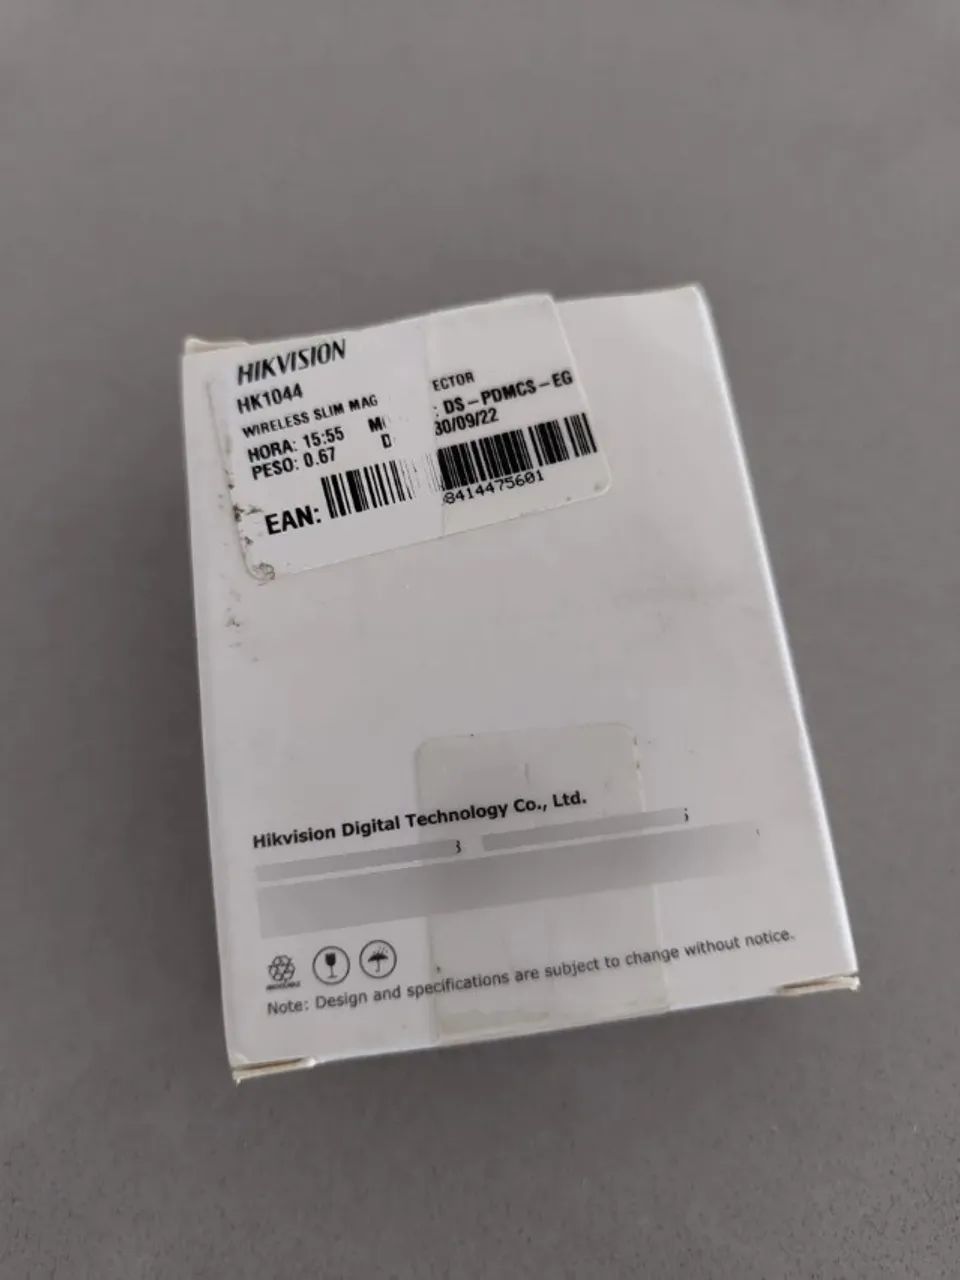 HIKVISION
HK1044
WIRELESS SLIM MAG ECTOR
HORA: 15:55 : DS-PDMCS-EG
PESO: 0.67 D 30/09/22
EAN:
8414475601
Hikvision Digital Technology Co., Ltd.
Note: Design and specifications are subject to change without notice.